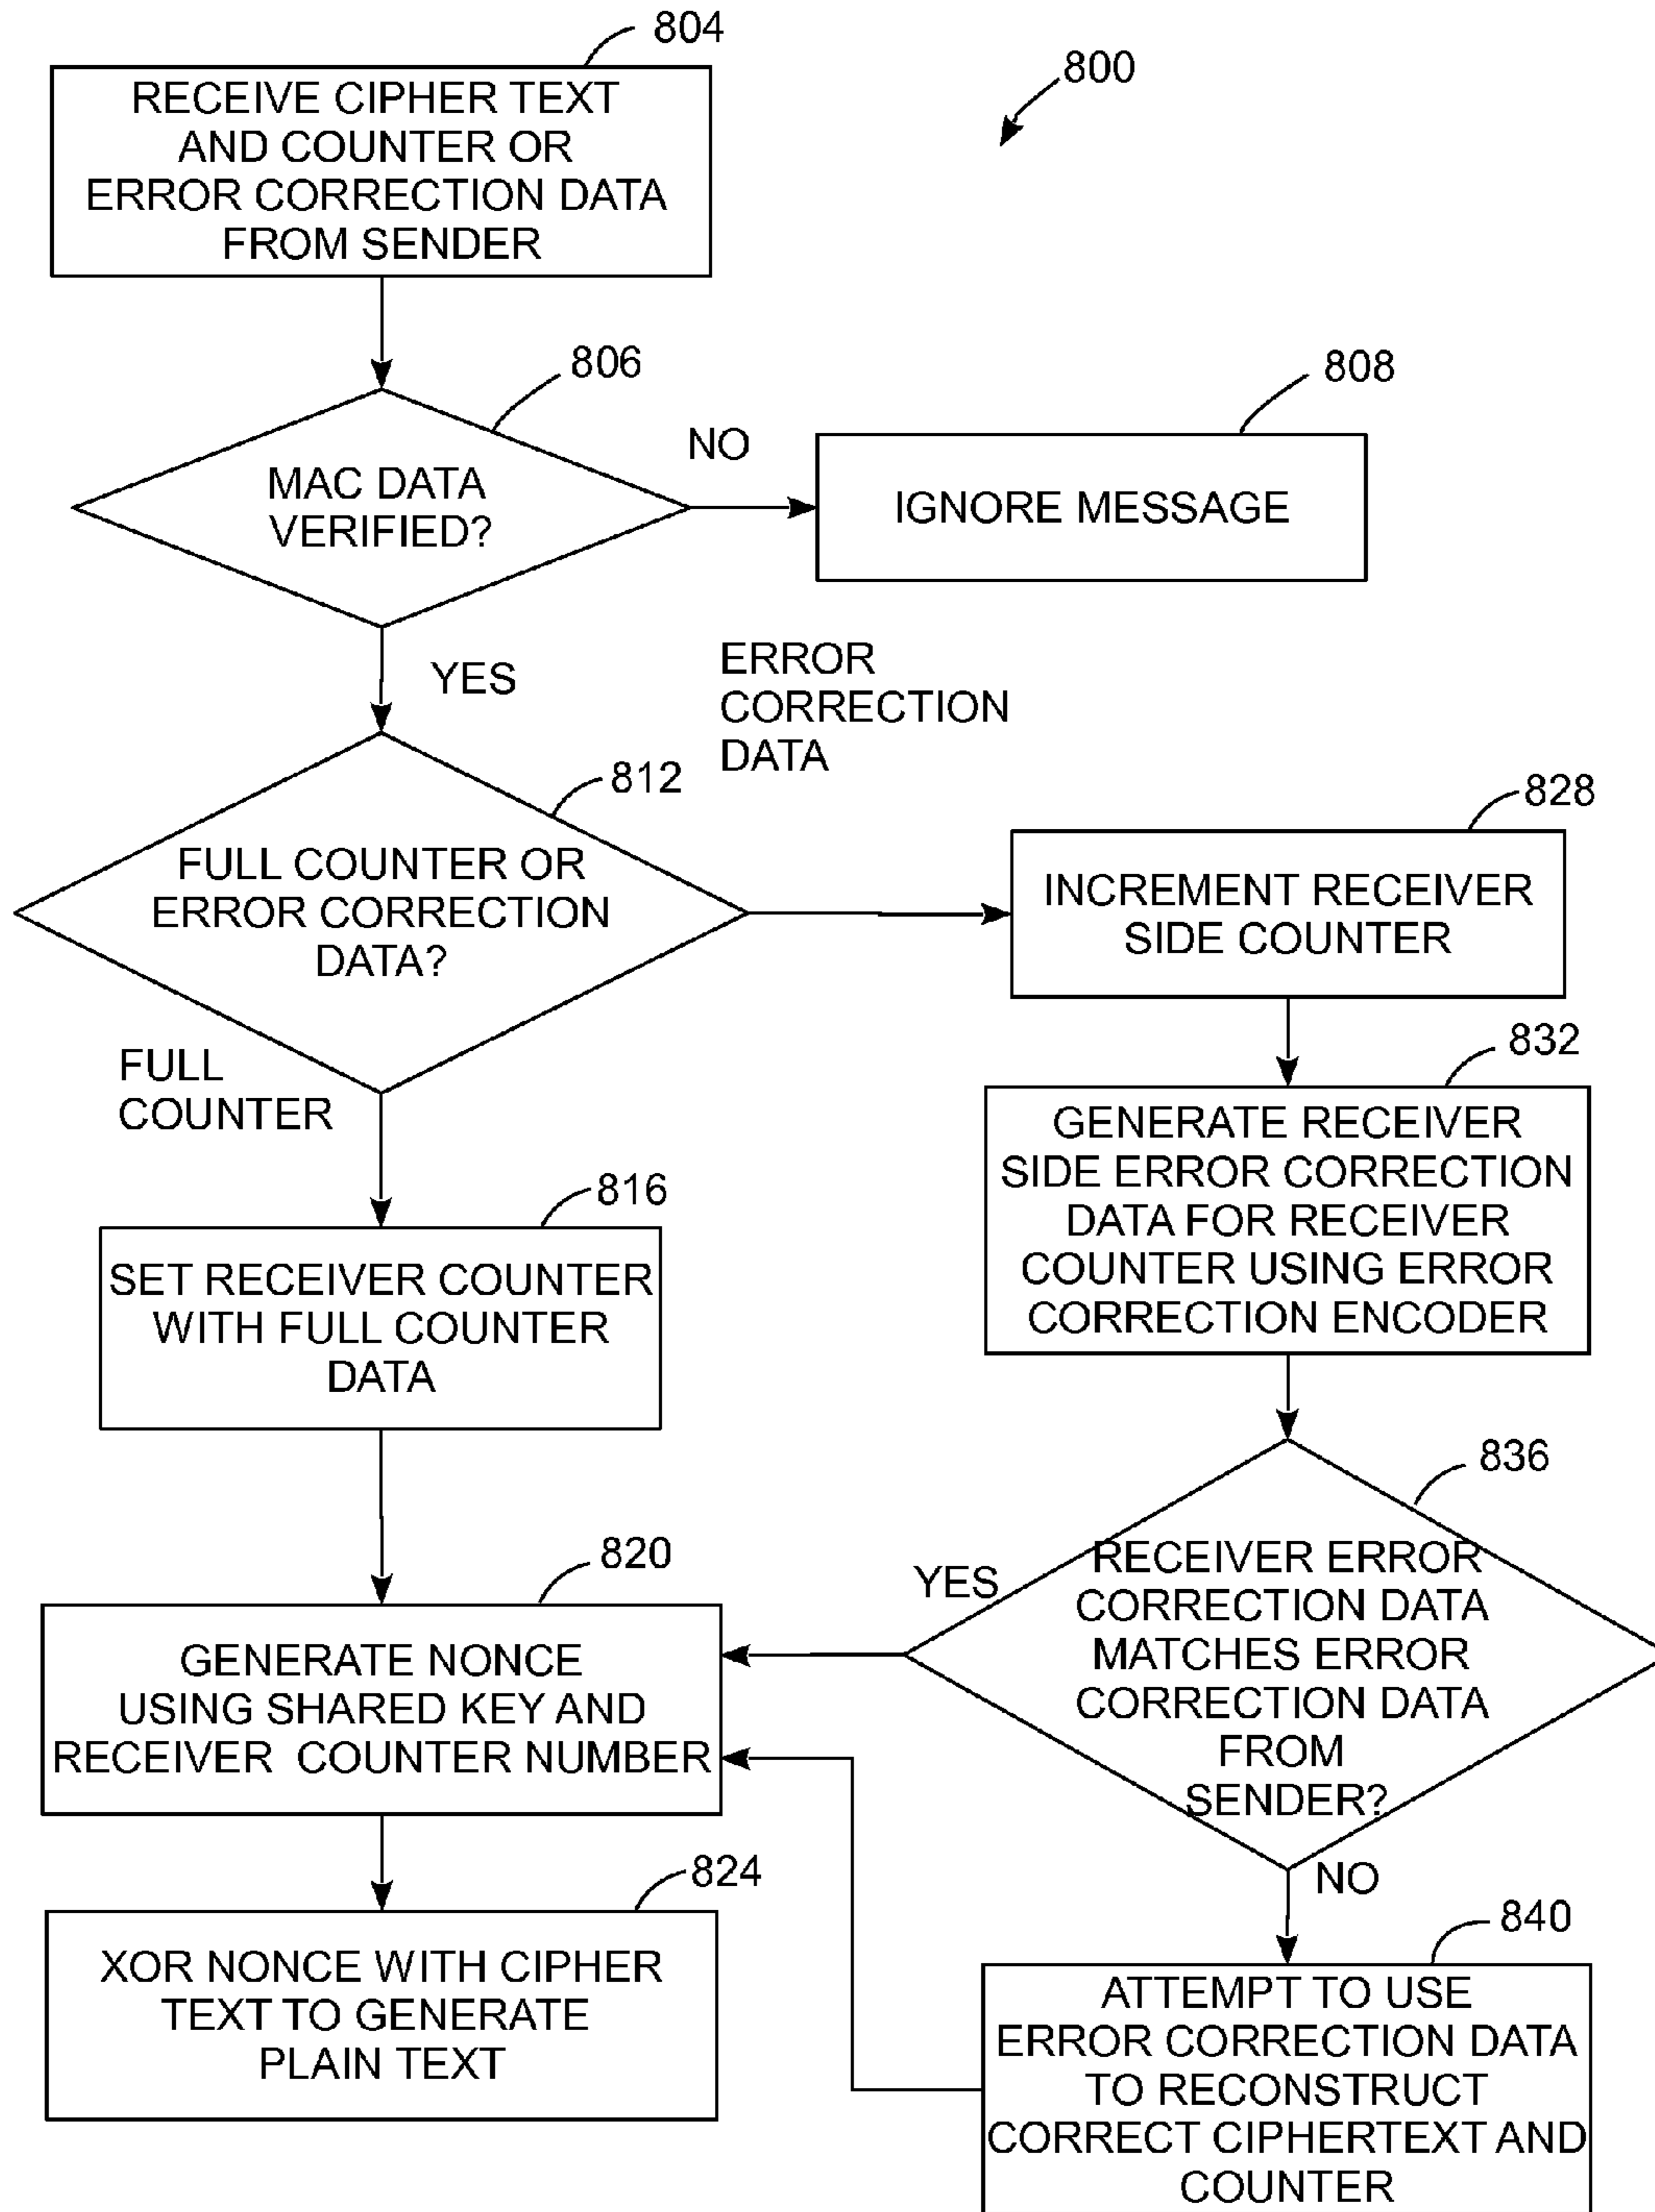 804
800
RECEIVE CIPHER TEXT
AND COUNTER OR
ERROR CORRECTION DATA
FROM SENDER
806
808
MAC DATA
VERIFIED?
NO
IGNORE MESSAGE
YES
ERROR
CORRECTION
DATA
812
FULL COUNTER OR
ERROR CORRECTION
DATA?
828
INCREMENT RECEIVER
SIDE COUNTER
FULL
COUNTER
832
GENERATE RECEIVER
SIDE ERROR CORRECTION
DATA FOR RECEIVER
COUNTER USING ERROR
CORRECTION ENCODER
816
SET RECEIVER COUNTER
WITH FULL COUNTER
DATA
836
RECEIVER ERROR
CORRECTION DATA
MATCHES ERROR
CORRECTION DATA
FROM
SENDER?
YES
820
GENERATE NONCE
USING SHARED KEY AND
RECEIVER COUNTER NUMBER
NO
824
XOR NONCE WITH CIPHER
TEXT TO GENERATE
PLAIN TEXT
840
ATTEMPT TO USE
ERROR CORRECTION DATA
TO RECONSTRUCT
CORRECT CIPHERTEXT AND
COUNTER